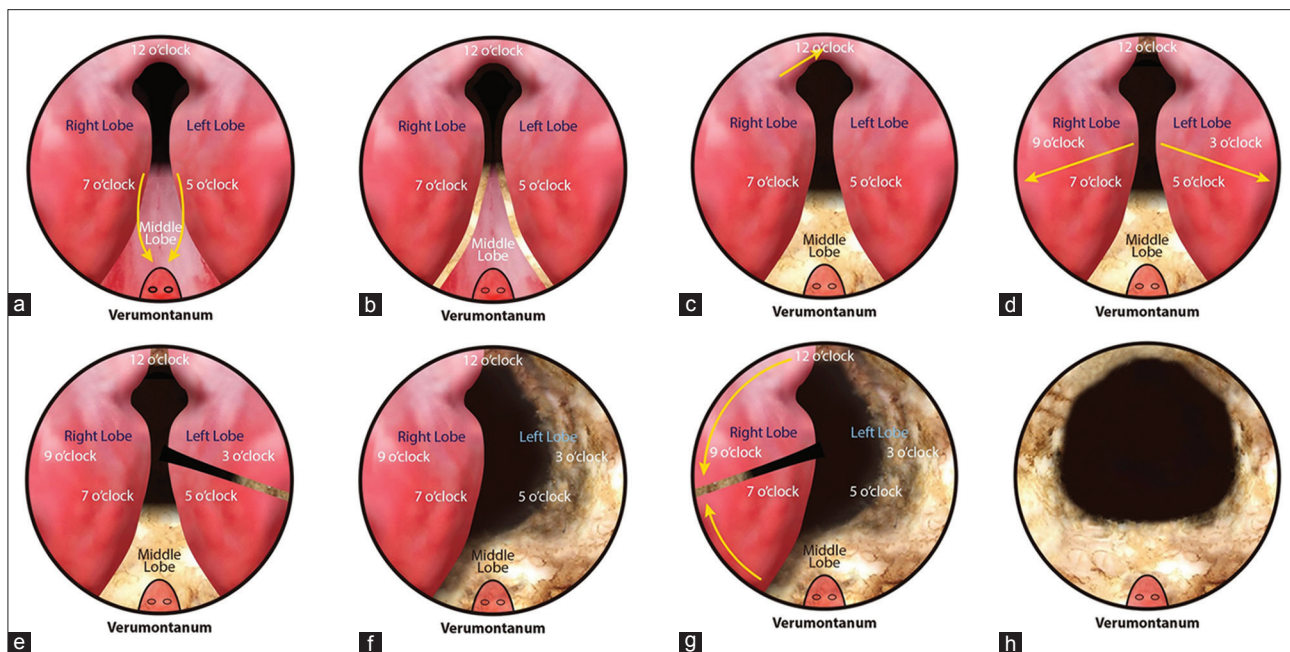 12 o'clock
Right Lobe
Left Lobe
7 o'clock
5 o'clock
Middle
Lobe
a
Verumontanum
12 o'clock
Right Lobe
Left Lobe
7 o'clock
5 o'clock
Middle
Lobe
b
Verumontanum
12 o'clock
Right Lobe
Left Lobe
7 o'clock
5 o'clock
Middle
Lobe
c
Verumontanum
12 o'clock
Right Lobe
Left Lobe
9 o'clock
3 o'clock
7 o'clock
5 o'clock
Middle
Lobe
d
Verumontanum
12 o'clock
Right Lobe
Left Lobe
9 o'clock
3 o'clock
7 o'clock
5 o'clock
Middle
Lobe
e
Verumontanum
12 o'clock
Right Lobe
Left Lobe
9 o'clock
3 o'clock
7 o'clock
5 o'clock
Middle
Lobe
f
Verumontanum
12 o'clock
Right Lobe
Left Lobe
9 o'clock
3 o'clock
7 o'clock
5 o'clock
Middle
Lobe
g
Verumontanum
h
Verumontanum